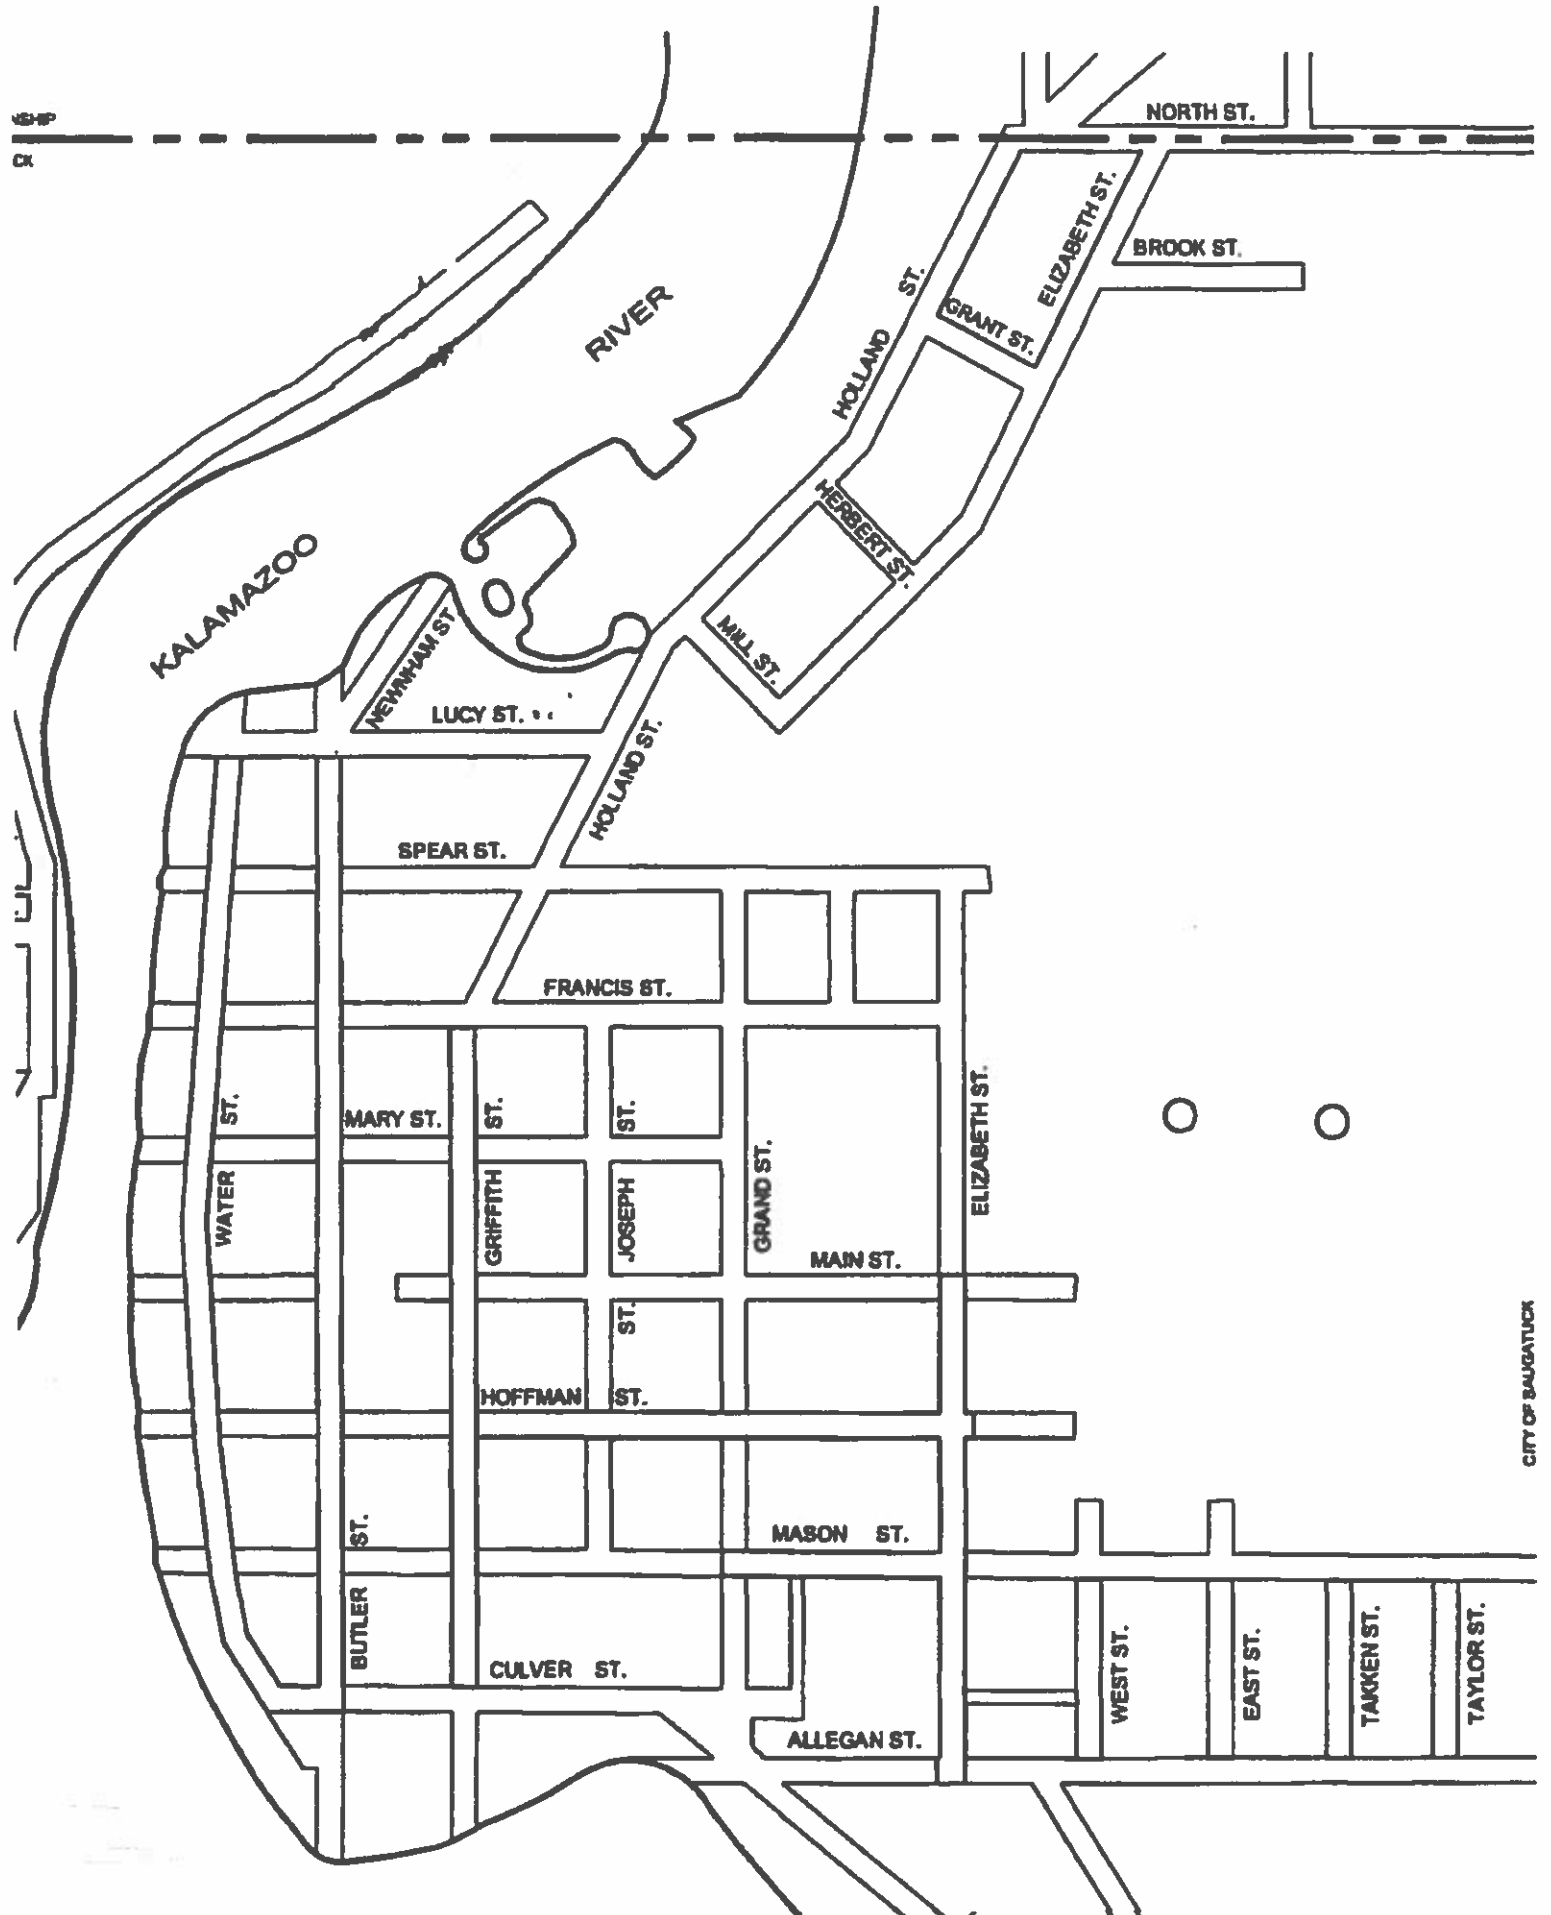 NSHIP
CK
NORTH ST.
ELIZABETH ST.
BROOK ST.
HOLLAND ST.
GRANT ST.
RIVER
KALAMAZOO
HERBERT ST.
MILL ST.
NEWNHAM ST.
LUCY ST.
HOLLAND ST.
SPEAR ST.
FRANCIS ST.
WATER ST.
MARY ST.
GRIFFITH ST.
JOSEPH ST.
ST.
GRAND ST.
ELIZABETH ST.
MAIN ST.
HOFFMAN ST.
CITY OF SAUGATUCK
MASON ST.
BUTLER ST.
CULVER ST.
ALLEGAN ST.
WEST ST.
EAST ST.
TAKKEN ST.
TAYLOR ST.